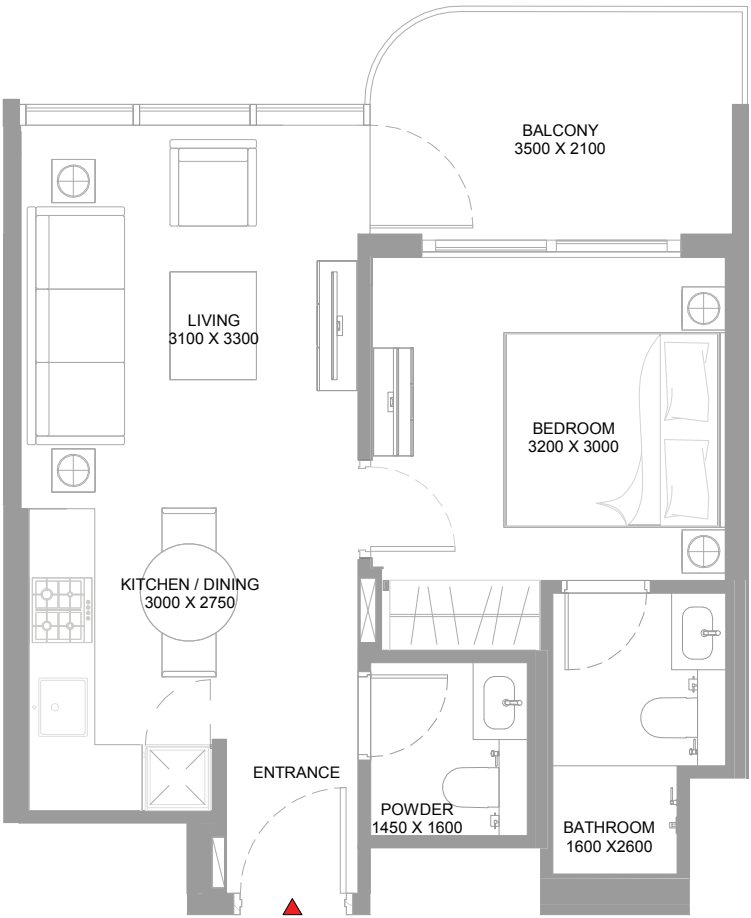 BALCONY
3500 X 2100
LIVING
3100 X 3300
BEDROOM
3200 X 3000
KITCHEN / DINING
3000 X 2750
ENTRANCE
POWDER
1450 X 1600
BATHROOM
1600 X2600